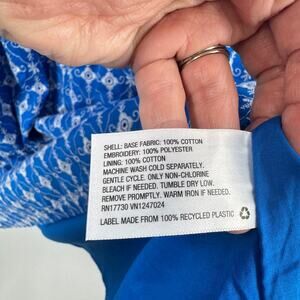 SHELL: BASE FABRIC: 100% COTTON
EMBROIDERY: 100% POLYESTER
LINING: 100% COTTON
MACHINE WASH COLD SEPARATELY.
GENTLE CYCLE. ONLY NON-CHLORINE
BLEACH IF NEEDED. TUMBLE DRY LOW.
REMOVE PROMPTLY. WARM IRON IF NEEDED.
RN17730 VN1247024
LABEL MADE FROM 100% RECYCLED PLASTIC